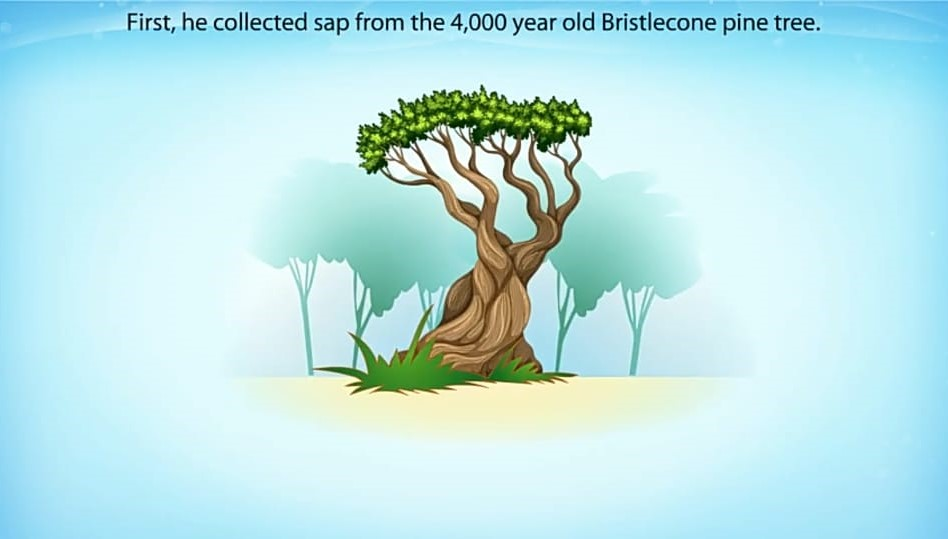 First, he collected sap from the 4,000 year old Bristlecone pine tree.